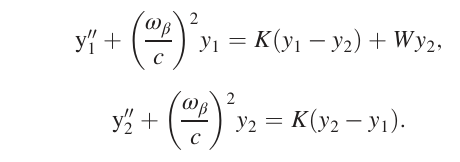 y₁″ + (ω_β/c)² y₁ = K(y₁ − y₂) + Wy₂,
y₂″ + (ω_β/c)² y₂ = K(y₂ − y₁).